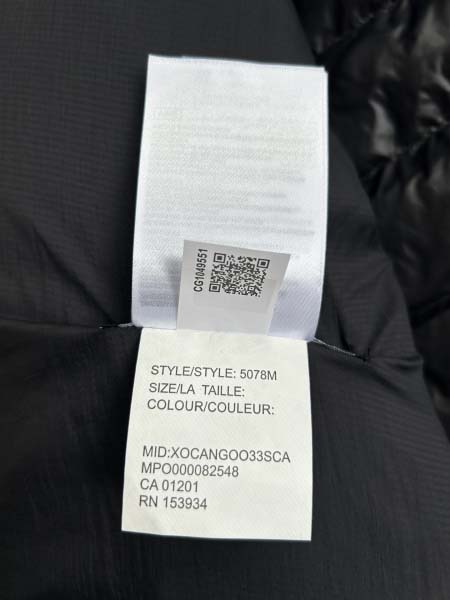 CG1049551
STYLE/STYLE: 5078M
SIZE/LA TAILLE:
COLOUR/COULEUR:
MID:XOCANGOO33SCA
MPO000082548
CA 01201
RN 153934